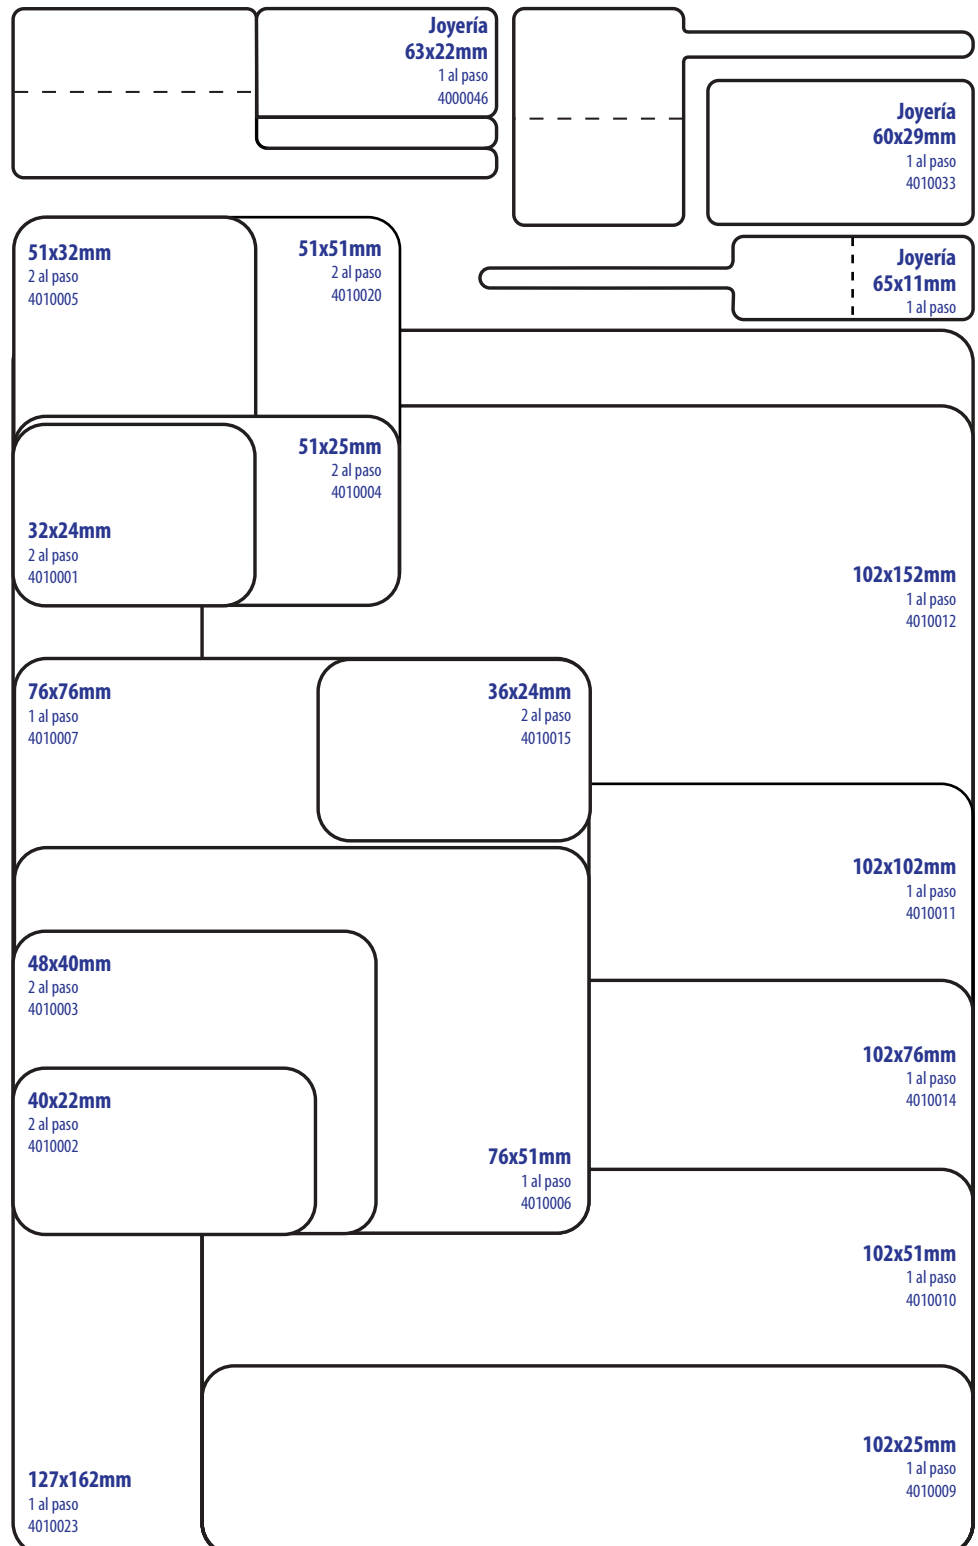 Joyería
63x22mm
1 al paso
4000046
Joyería
60x29mm
1 al paso
4010033
51x32mm
2 al paso
4010005
51x51mm
2 al paso
4010020
Joyería
65x11mm
1 al paso
51x25mm
2 al paso
4010004
32x24mm
2 al paso
4010001
102x152mm
1 al paso
4010012
76x76mm
1 al paso
4010007
36x24mm
2 al paso
4010015
102x102mm
1 al paso
4010011
48x40mm
2 al paso
4010003
102x76mm
1 al paso
4010014
40x22mm
2 al paso
4010002
76x51mm
1 al paso
4010006
102x51mm
1 al paso
4010010
102x25mm
1 al paso
4010009
127x162mm
1 al paso
4010023